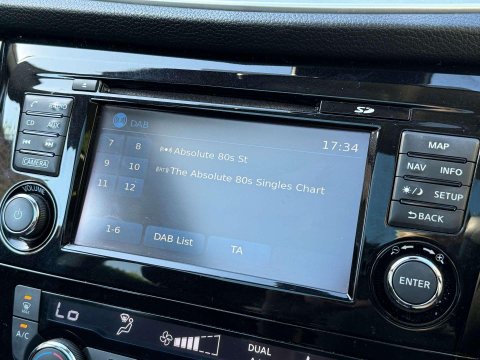 DAB
17:34
7 8
9 10
11 12
Absolute 80s St
The Absolute 80s Singles Chart
1-6
DAB List
TA
RADIO
CD AUX
CAMERA
VOLUME
SD
MAP
NAV INFO
SETUP
BACK
ENTER
A/C
Lo
DUAL